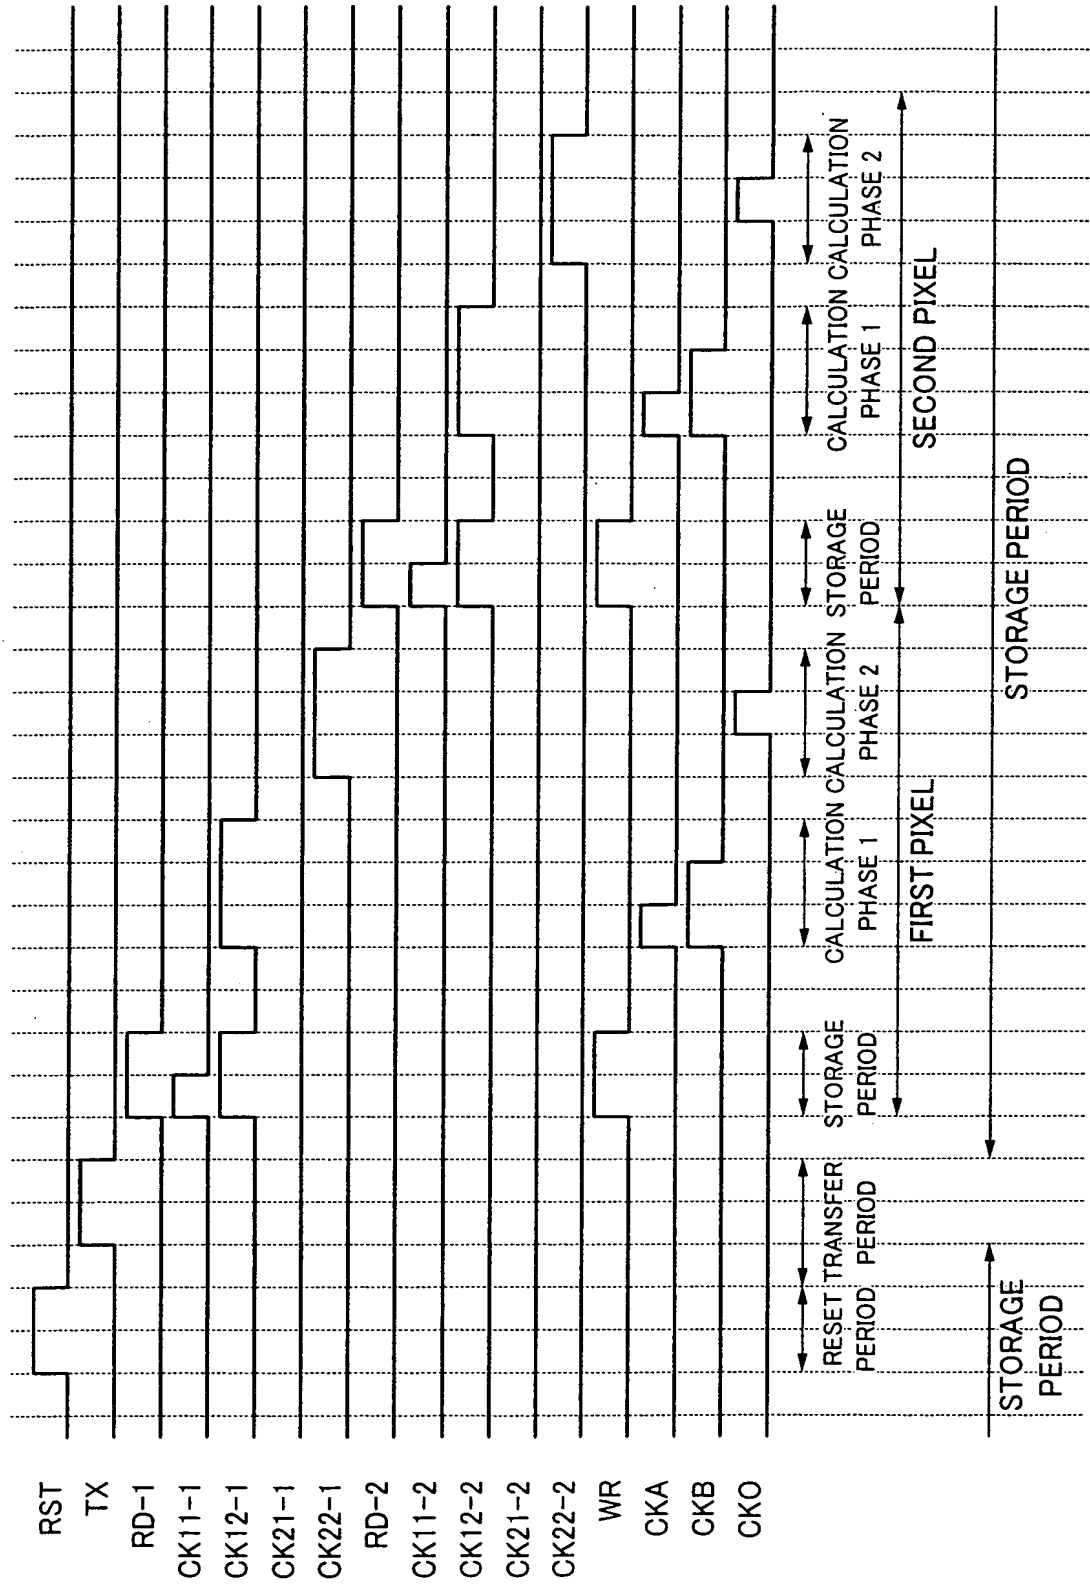 RST
TX
RD-1
CK11-1
CK12-1
CK21-1
CK22-1
RD-2
CK11-2
CK12-2
CK21-2
CK22-2
WR
CKA
CKB
CKO
RESET
PERIOD
TRANSFER
PERIOD
STORAGE
PERIOD
CALCULATION
PHASE 1
CALCULATION
PHASE 2
STORAGE
PERIOD
CALCULATION
PHASE 1
CALCULATION
PHASE 2
FIRST PIXEL
SECOND PIXEL
STORAGE
PERIOD
STORAGE PERIOD